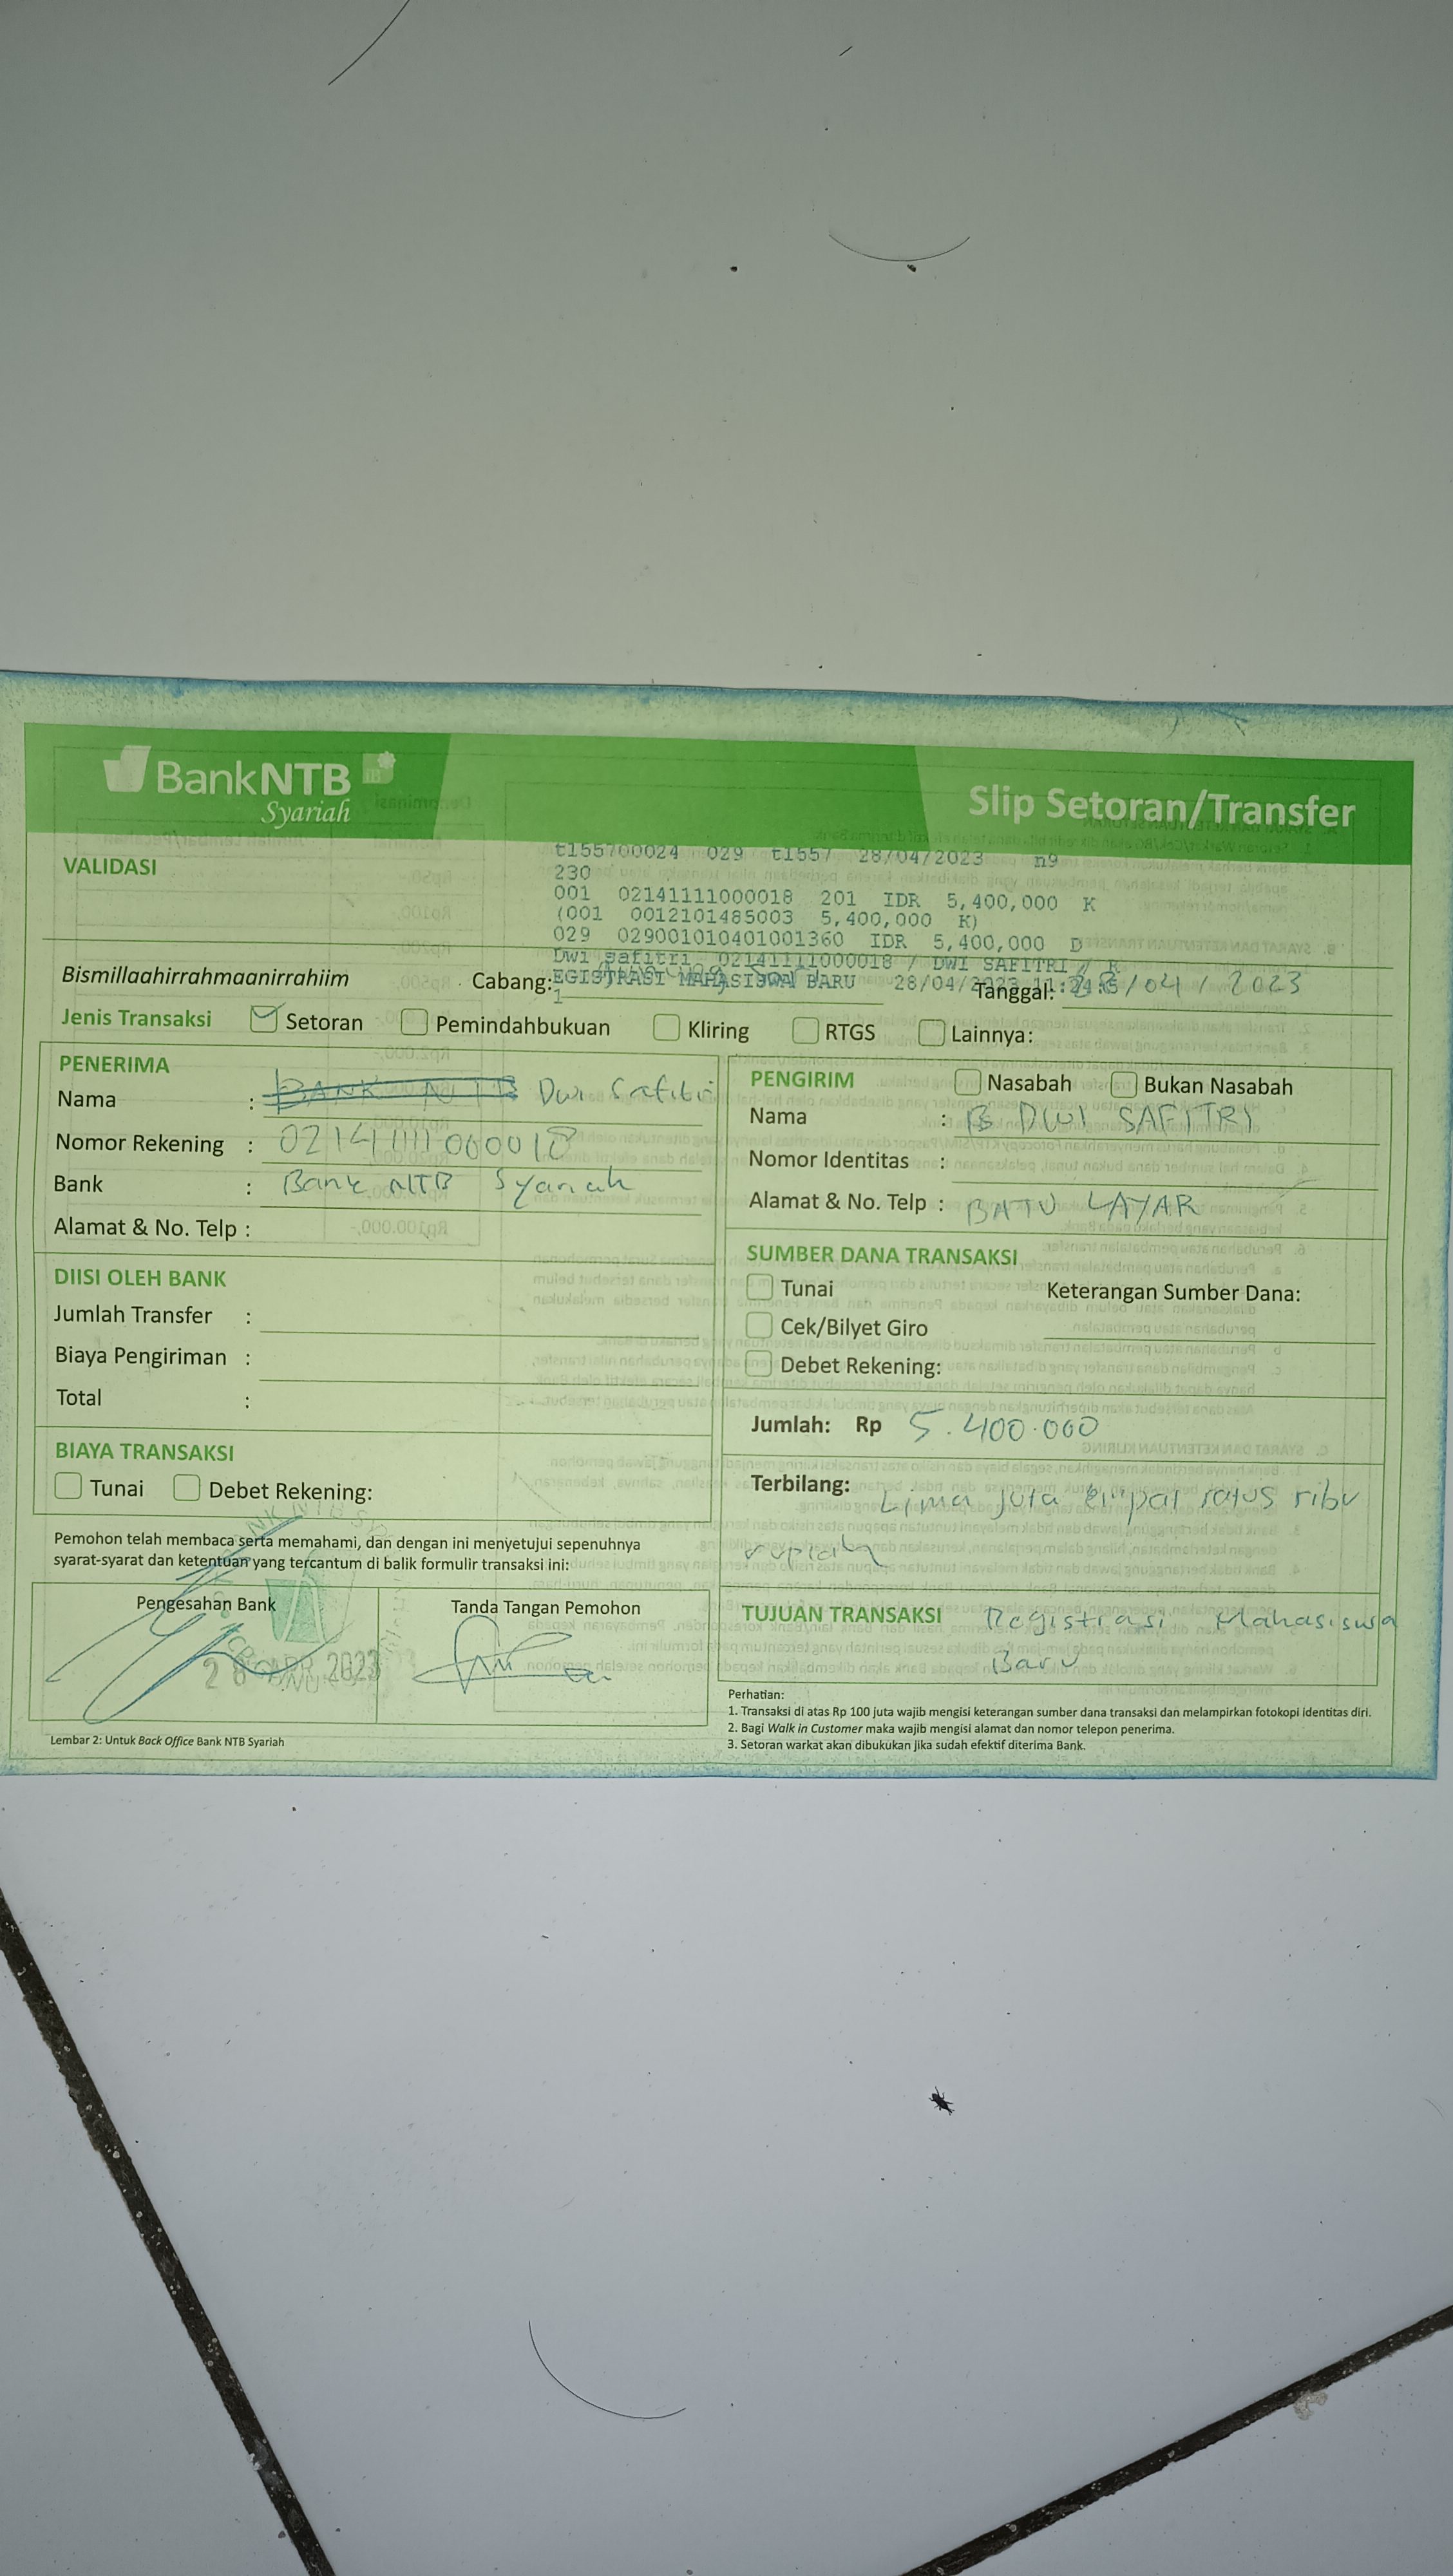 BankNTB
Syariah
Slip Setoran/Transfer
VALIDASI
t155700024 029 t1557 28/04/2023 n9
230
001 02141111000018 201 IDR 5,400,000 K
(001 0012101485003 5,400,000 K)
029 029001010401001360 IDR 5,400,000 D
Dwi safitri 02141111000018 / DWI SAFITRI / R
EGISTRASI MAHASISWA BARU 28/04/2023
1
Bismillaahirrahmaanirrahiim
Cabang:
Tanggal: 28/04/2023
Jenis Transaksi Setoran Pemindahbukuan Kliring RTGS Lainnya:
PENERIMA
Nama : BANK NTB Dwi Safitri
Nomor Rekening : 02141111000018
Bank : Bank NTB Syariah
Alamat & No. Telp :
DIISI OLEH BANK
Jumlah Transfer :
Biaya Pengiriman :
Total :
BIAYA TRANSAKSI
Tunai Debet Rekening:
PENGIRIM Nasabah Bukan Nasabah
Nama : B DWI SAFITRI
Nomor Identitas :
Alamat & No. Telp : BATU LAYAR
SUMBER DANA TRANSAKSI
Tunai Keterangan Sumber Dana:
Cek/Bilyet Giro
Debet Rekening:
Jumlah: Rp 5.400.000
Terbilang: Lima juta empat ratus ribu
rupiah
TUJUAN TRANSAKSI Registrasi Mahasiswa
Baru
Pemohon telah membaca serta memahami, dan dengan ini menyetujui sepenuhnya
syarat-syarat dan ketentuan yang tercantum di balik formulir transaksi ini:
Pengesahan Bank
28 APR 2023
Tanda Tangan Pemohon
Perhatian:
1. Transaksi di atas Rp 100 juta wajib mengisi keterangan sumber dana transaksi dan melampirkan fotokopi identitas diri.
2. Bagi Walk in Customer maka wajib mengisi alamat dan nomor telepon penerima.
3. Setoran warkat akan dibukukan jika sudah efektif diterima Bank.
Lembar 2: Untuk Back Office Bank NTB Syariah